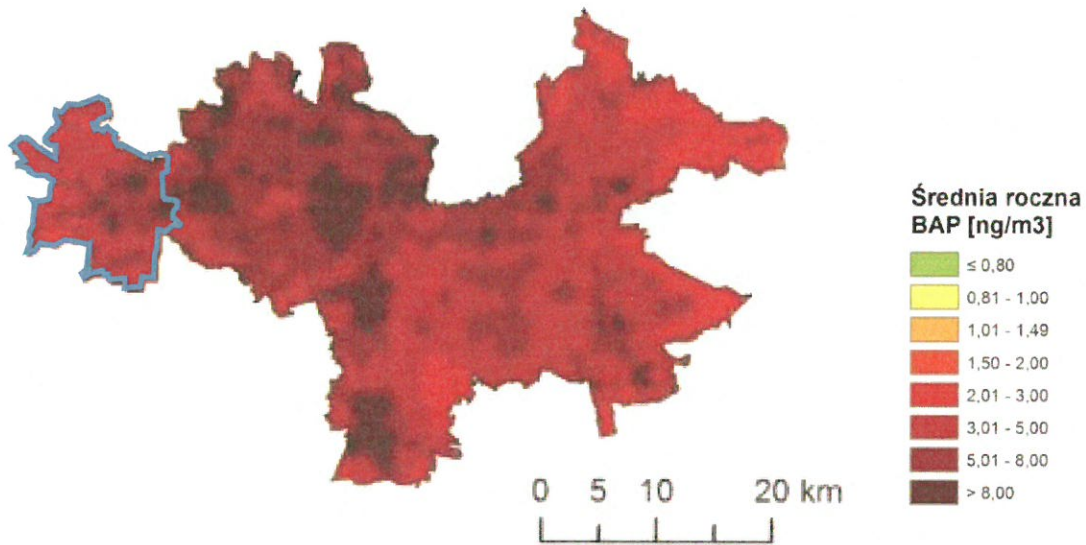 Średnia roczna
BAP [ng/m3]
≤ 0,80
0,81 - 1,00
1,01 - 1,49
1,50 - 2,00
2,01 - 3,00
3,01 - 5,00
5,01 - 8,00
> 8,00
0 5 10 20 km